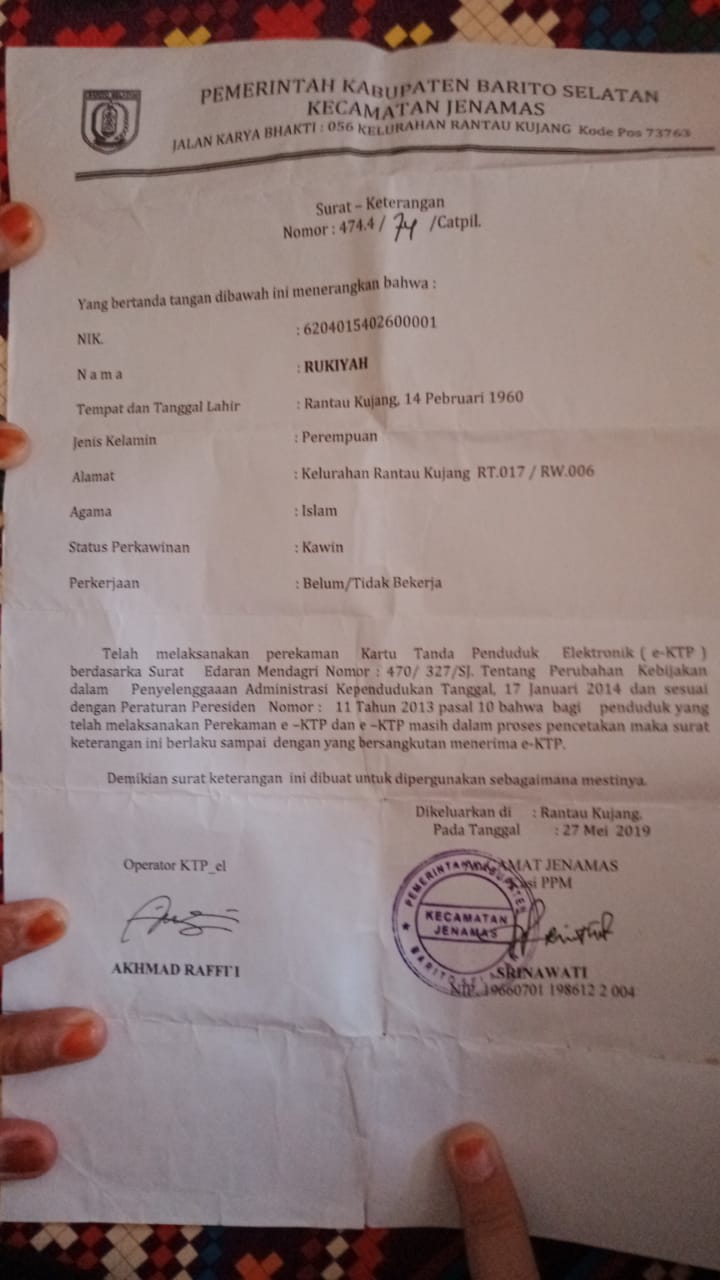 PEMERINTAH KABUPATEN BARITO SELATAN
KECAMATAN JENAMAS
JALAN KARYA BHAKTI : 056 KELURAHAN RANTAU KUJANG Kode Pos 73763
Surat – Keterangan
Nomor : 474.4 / 74 /Catpil.
Yang bertanda tangan dibawah ini menerangkan bahwa :
NIK. : 6204015402600001
N a m a : RUKIYAH
Tempat dan Tanggal Lahir : Rantau Kujang, 14 Pebruari 1960
Jenis Kelamin : Perempuan
Alamat : Kelurahan Rantau Kujang RT.017 / RW.006
Agama : Islam
Status Perkawinan : Kawin
Perkerjaan : Belum/Tidak Bekerja
Telah melaksanakan perekaman Kartu Tanda Penduduk Elektronik ( e-KTP )
berdasarka Surat Edaran Mendagri Nomor : 470/ 327/SJ. Tentang Perubahan Kebijakan
dalam Penyelenggaaan Administrasi Kependudukan Tanggal, 17 Januari 2014 dan sesuai
dengan Peraturan Peresiden Nomor : 11 Tahun 2013 pasal 10 bahwa bagi penduduk yang
telah melaksanakan Perekaman e –KTP dan e –KTP masih dalam proses pencetakan maka surat
keterangan ini berlaku sampai dengan yang bersangkutan menerima e-KTP.
Demikian surat keterangan ini dibuat untuk dipergunakan sebagaimana mestinya.
Dikeluarkan di : Rantau Kujang.
Pada Tanggal : 27 Mei 2019
Operator KTP_el
AMAT JENAMAS
si PPM
PEMERINTAH KABUPATEN
KECAMATAN
JENAMAS
BARITO SEL
AKHMAD RAFFI'I
SRINAWATI
Nip. 19660701 198612 2 004